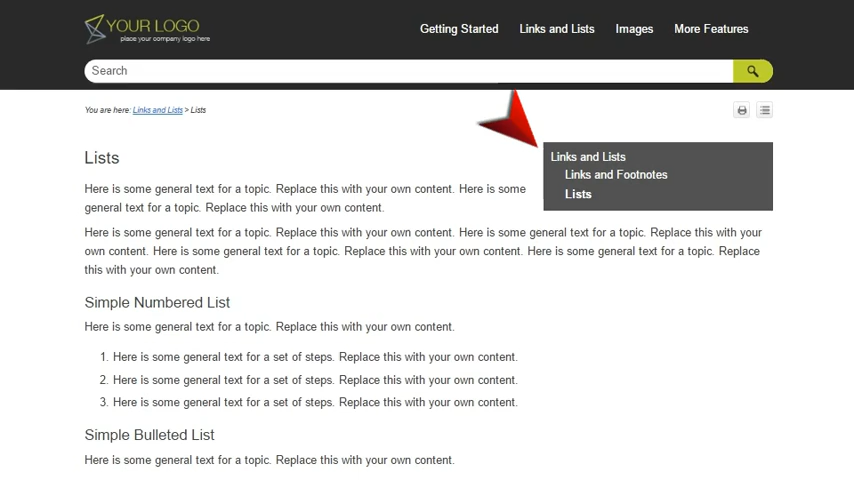 YOUR LOGO
place your company logo here
Getting Started Links and Lists Images More Features
Search
You are here: Links and Lists > Lists
Links and Lists
Links and Footnotes
Lists
Lists
Here is some general text for a topic. Replace this with your own content. Here is some
general text for a topic. Replace this with your own content.
Here is some general text for a topic. Replace this with your own content. Here is some general text for a topic. Replace this with your
own content. Here is some general text for a topic. Replace this with your own content. Here is some general text for a topic. Replace
this with your own content.
Simple Numbered List
Here is some general text for a topic. Replace this with your own content.
1. Here is some general text for a set of steps. Replace this with your own content.
2. Here is some general text for a set of steps. Replace this with your own content.
3. Here is some general text for a set of steps. Replace this with your own content.
Simple Bulleted List
Here is some general text for a topic. Replace this with your own content.